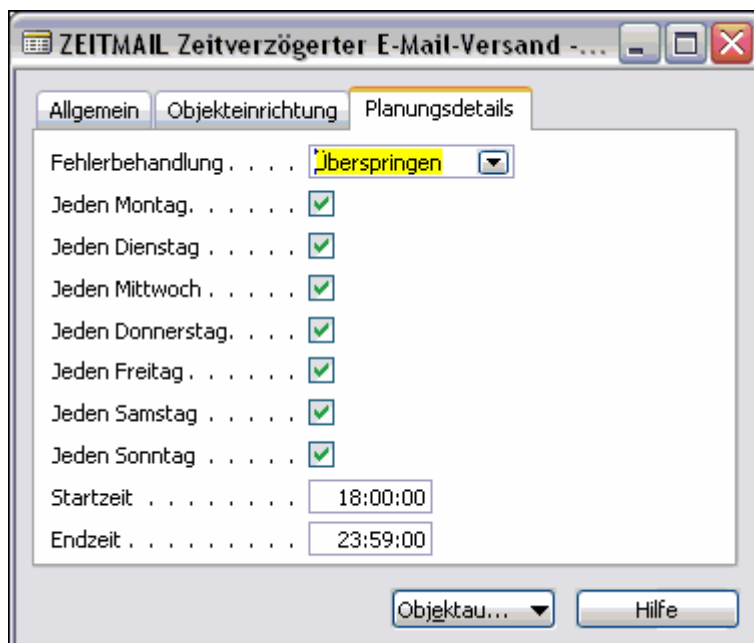 ZEITMAIL Zeitverzögerter E-Mail-Versand -...
Allgemein Objekteinrichtung Planungsdetails
Fehlerbehandlung . . . . Überspringen
Jeden Montag. . . . . .
Jeden Dienstag . . . . .
Jeden Mittwoch . . . . .
Jeden Donnerstag. . . .
Jeden Freitag . . . . . .
Jeden Samstag . . . . .
Jeden Sonntag . . . . .
Startzeit . . . . . . . . 18:00:00
Endzeit . . . . . . . . . 23:59:00
Objektau... Hilfe